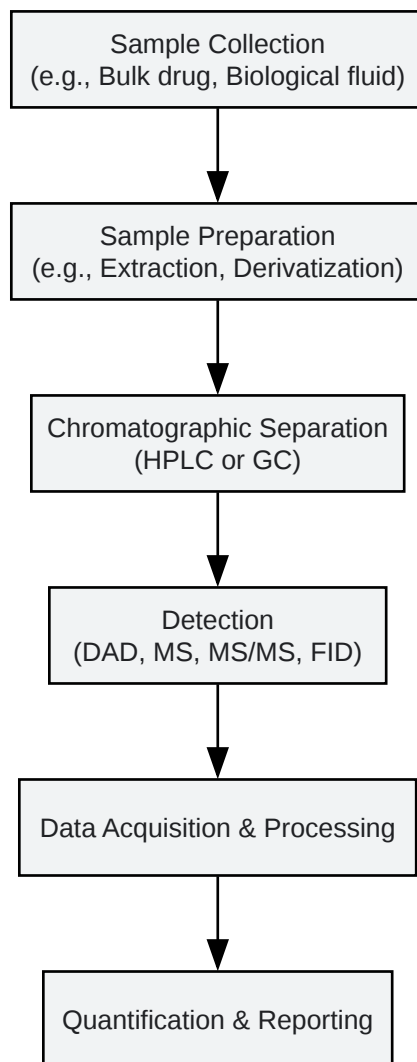 Sample Collection
(e.g., Bulk drug, Biological fluid)
Sample Preparation
(e.g., Extraction, Derivatization)
Chromatographic Separation
(HPLC or GC)
Detection
(DAD, MS, MS/MS, FID)
Data Acquisition & Processing
Quantification & Reporting